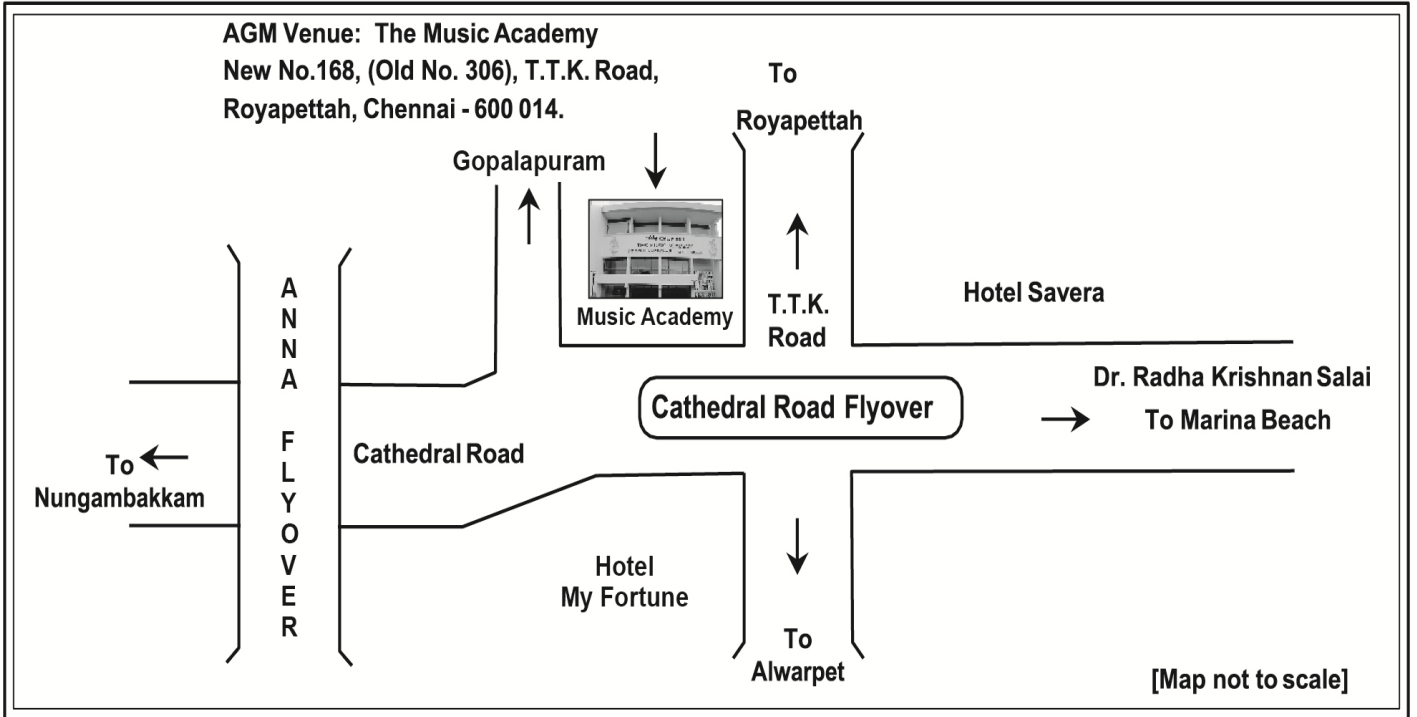 AGM Venue: The Music Academy
New No.168, (Old No. 306), T.T.K. Road,
Royapettah, Chennai - 600 014.
To
Royapettah
Gopalapuram
Music Academy
T.T.K.
Road
Hotel Savera
ANNA FLYOVER
Cathedral Road Flyover
Dr. Radha Krishnan Salai
To Marina Beach
Cathedral Road
To
Nungambakkam
Hotel
My Fortune
To
Alwarpet
[Map not to scale]